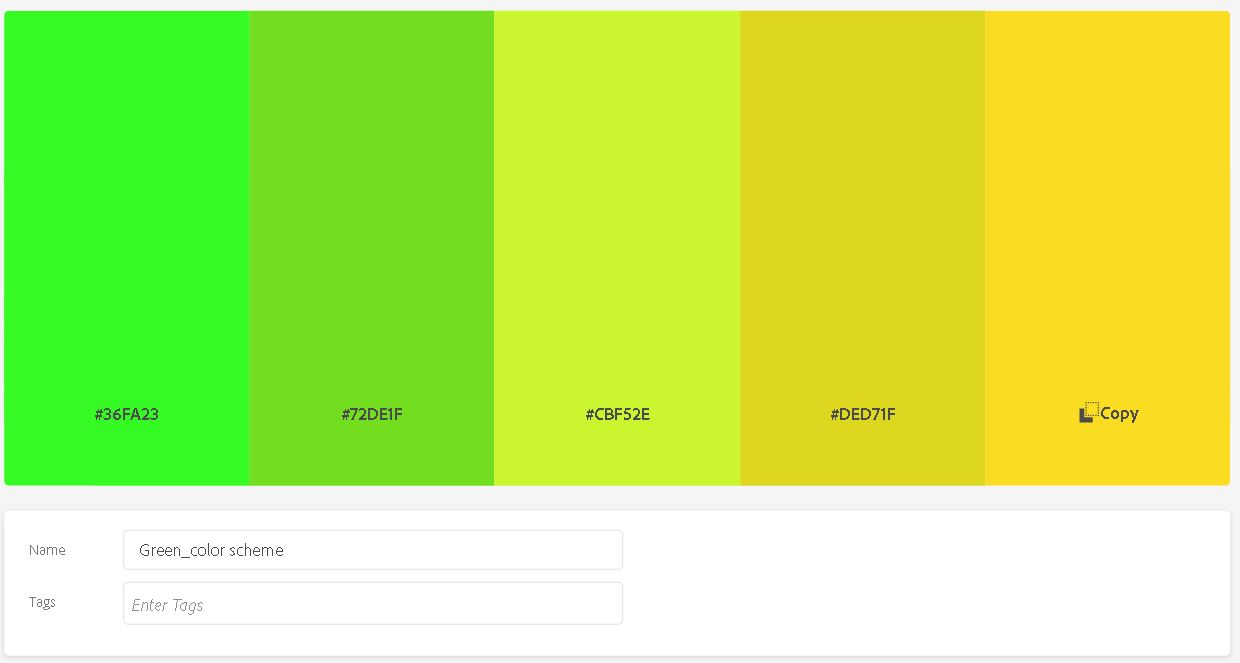 #36FA23
#72DE1F
#CBF52E
#DED71F
Copy
Name
Green_color scheme
Tags
Enter Tags